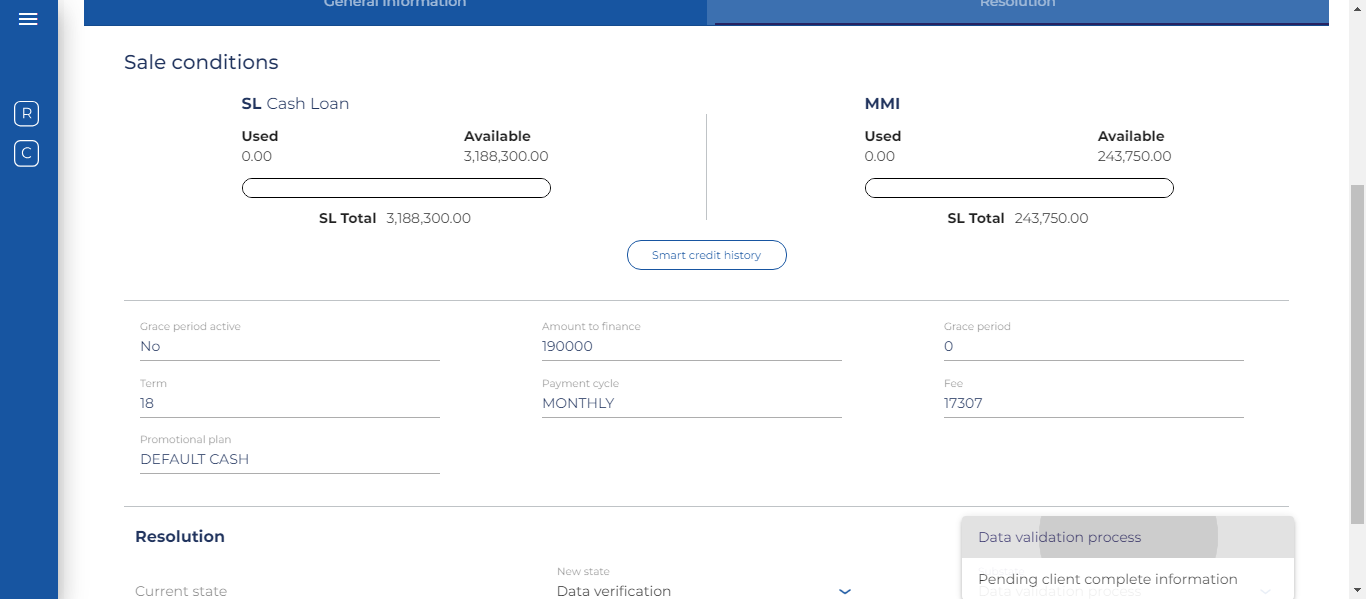 General Information
Resolution
R
C
Sale conditions
SL Cash Loan
Used
Available
0.00
3,188,300.00
SL Total 3,188,300.00
MMI
Used
Available
0.00
243,750.00
SL Total 243,750.00
Smart credit history
Grace period active
No
Amount to finance
190000
Grace period
0
Term
18
Payment cycle
MONTHLY
Fee
17307
Promotional plan
DEFAULT CASH
Resolution
Current state
New state
Data verification
Data validation process
Pending client complete information
Data validation process